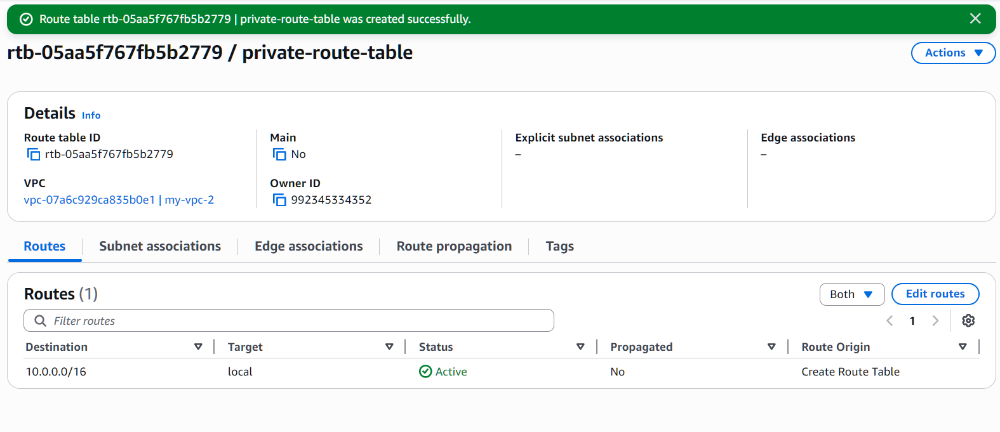 Route table rtb-05aa5f767fb5b2779 | private-route-table was created successfully.
rtb-05aa5f767fb5b2779 / private-route-table
Actions
Details Info
Route table ID
rtb-05aa5f767fb5b2779
Main
No
Explicit subnet associations
–
Edge associations
–
VPC
vpc-07a6c929ca835b0e1 | my-vpc-2
Owner ID
992345334352
Routes Subnet associations Edge associations Route propagation Tags
Routes (1)
Both Edit routes
Filter routes
1
Destination Target Status Propagated Route Origin
10.0.0.0/16 local Active No Create Route Table